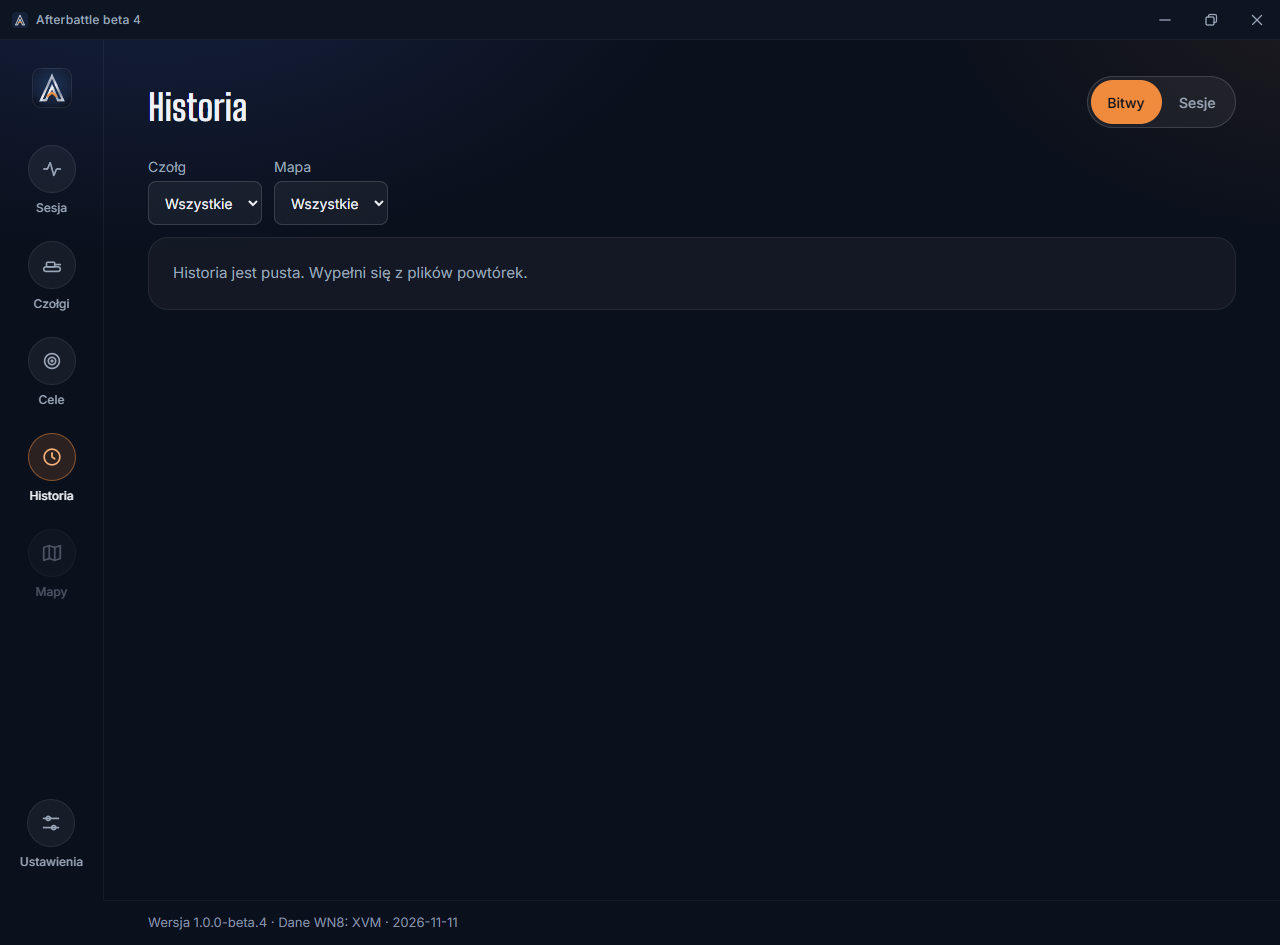 Afterbattle beta 4
Historia
Bitwy Sesje
Czołg Mapa
Wszystkie Wszystkie
Historia jest pusta. Wypełni się z plików powtórek.
Sesja
Czołgi
Cele
Historia
Mapy
Ustawienia
Wersja 1.0.0-beta.4 · Dane WN8: XVM · 2026-11-11